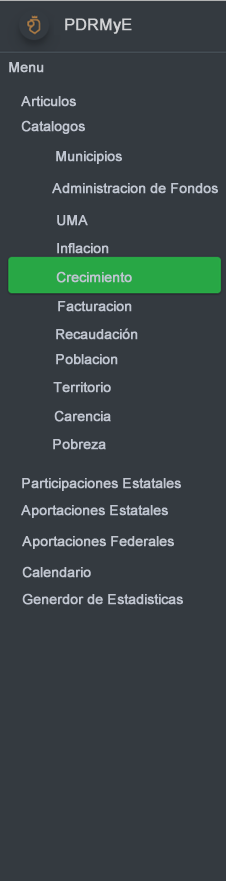 PDRMyE
Menu
Articulos
Catalogos
Municipios
Administracion de Fondos
UMA
Inflacion
Crecimiento
Facturacion
Recaudación
Poblacion
Territorio
Carencia
Pobreza
Participaciones Estatales
Aportaciones Estatales
Aportaciones Federales
Calendario
Generdor de Estadisticas